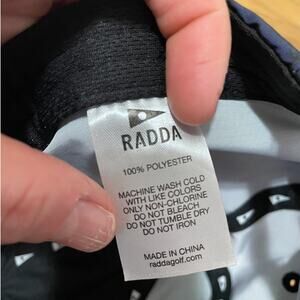 RADDA
100% POLYESTER
MACHINE WASH COLD
WITH LIKE COLORS
ONLY NON-CHLORINE
DO NOT BLEACH
DO NOT TUMBLE DRY
DO NOT IRON
MADE IN CHINA
raddagolf.com